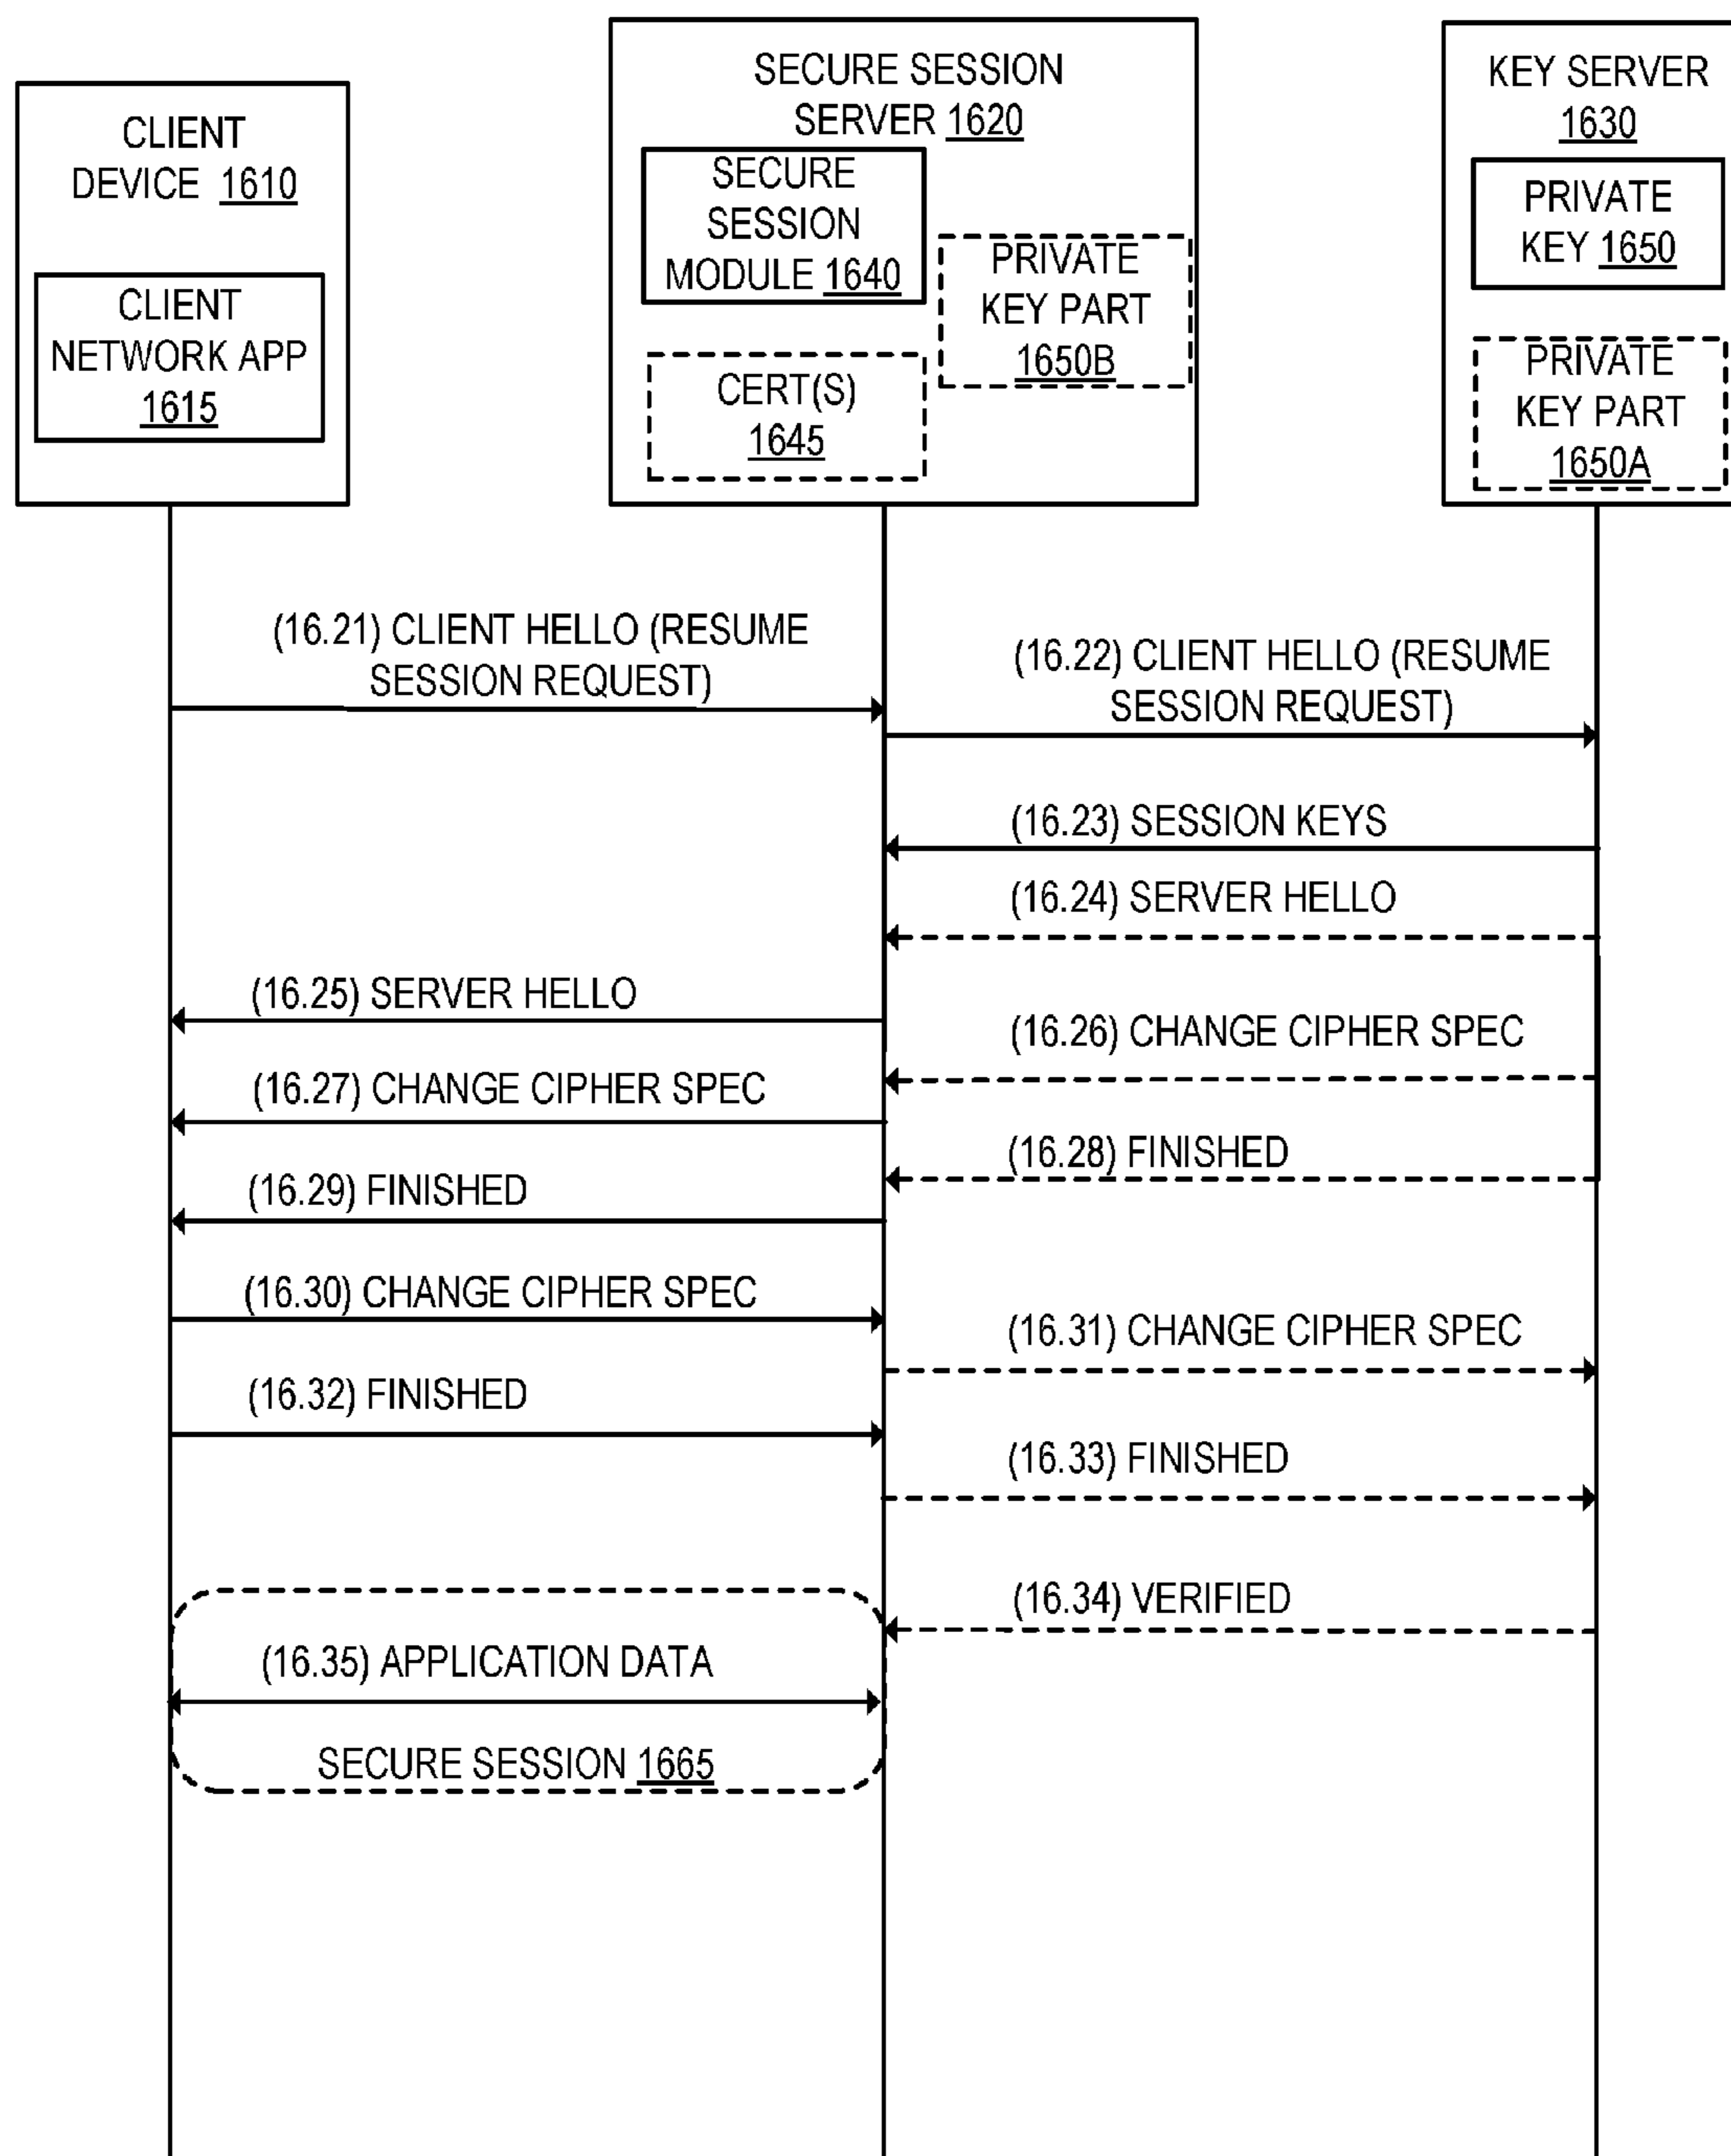 CLIENT
DEVICE 1610
CLIENT
NETWORK APP
1615
SECURE SESSION
SERVER 1620
SECURE
SESSION
MODULE 1640
PRIVATE
KEY PART
1650B
CERT(S)
1645
KEY SERVER
1630
PRIVATE
KEY 1650
PRIVATE
KEY PART
1650A
(16.21) CLIENT HELLO (RESUME
SESSION REQUEST)
(16.22) CLIENT HELLO (RESUME
SESSION REQUEST)
(16.23) SESSION KEYS
(16.24) SERVER HELLO
(16.25) SERVER HELLO
(16.26) CHANGE CIPHER SPEC
(16.27) CHANGE CIPHER SPEC
(16.28) FINISHED
(16.29) FINISHED
(16.30) CHANGE CIPHER SPEC
(16.31) CHANGE CIPHER SPEC
(16.32) FINISHED
(16.33) FINISHED
(16.34) VERIFIED
(16.35) APPLICATION DATA
SECURE SESSION 1665